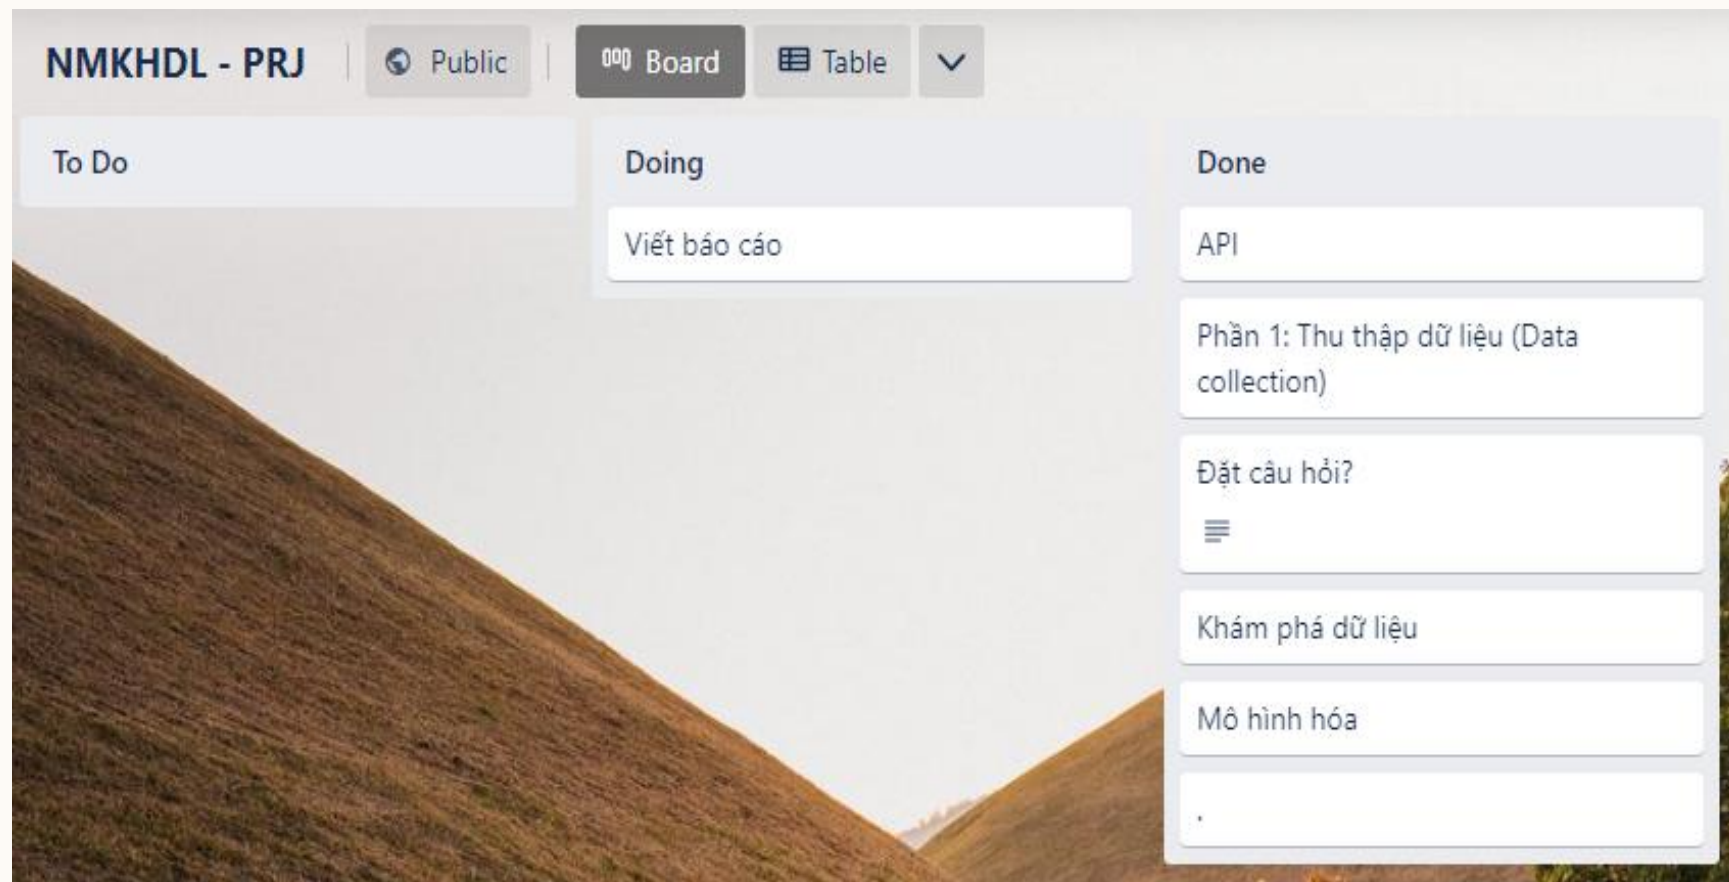 NMKHDL - PRJ
Public
Board
Table
To Do
Doing
Viết báo cáo
Done
API
Phần 1: Thu thập dữ liệu (Data
collection)
Đặt câu hỏi?
Khám phá dữ liệu
Mô hình hóa
.